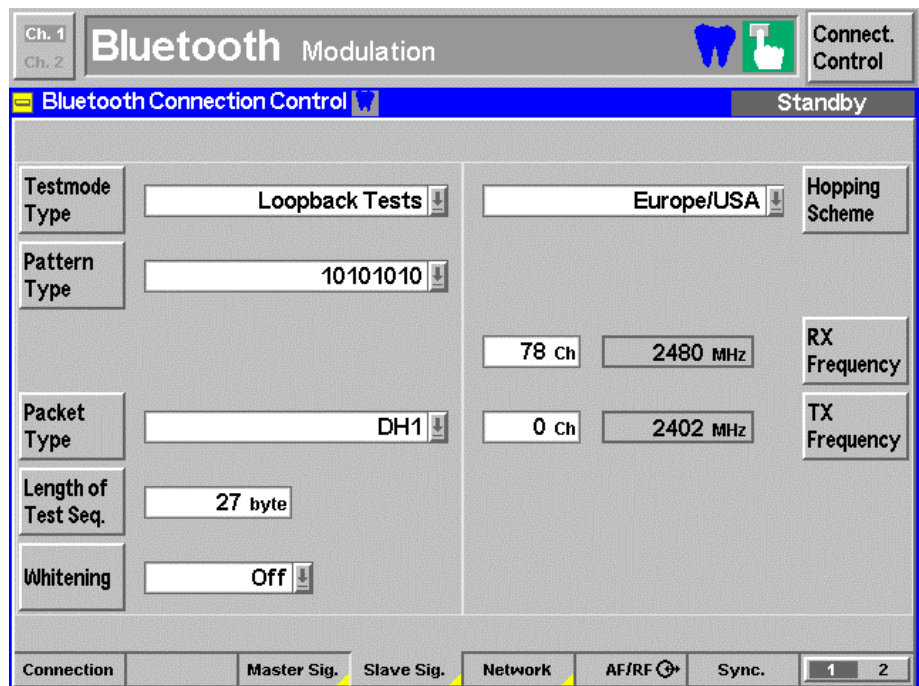 Ch. 1
Ch. 2
Bluetooth Modulation
Connect.
Control
Bluetooth Connection Control
Standby
Testmode
Type
Loopback Tests
Europe/USA
Hopping
Scheme
Pattern
Type
10101010
78 Ch
2480 MHz
RX
Frequency
Packet
Type
DH1
0 Ch
2402 MHz
TX
Frequency
Length of
Test Seq.
27 byte
Whitening
Off
Connection
Master Sig.
Slave Sig.
Network
AF/RF
Sync.
1 2